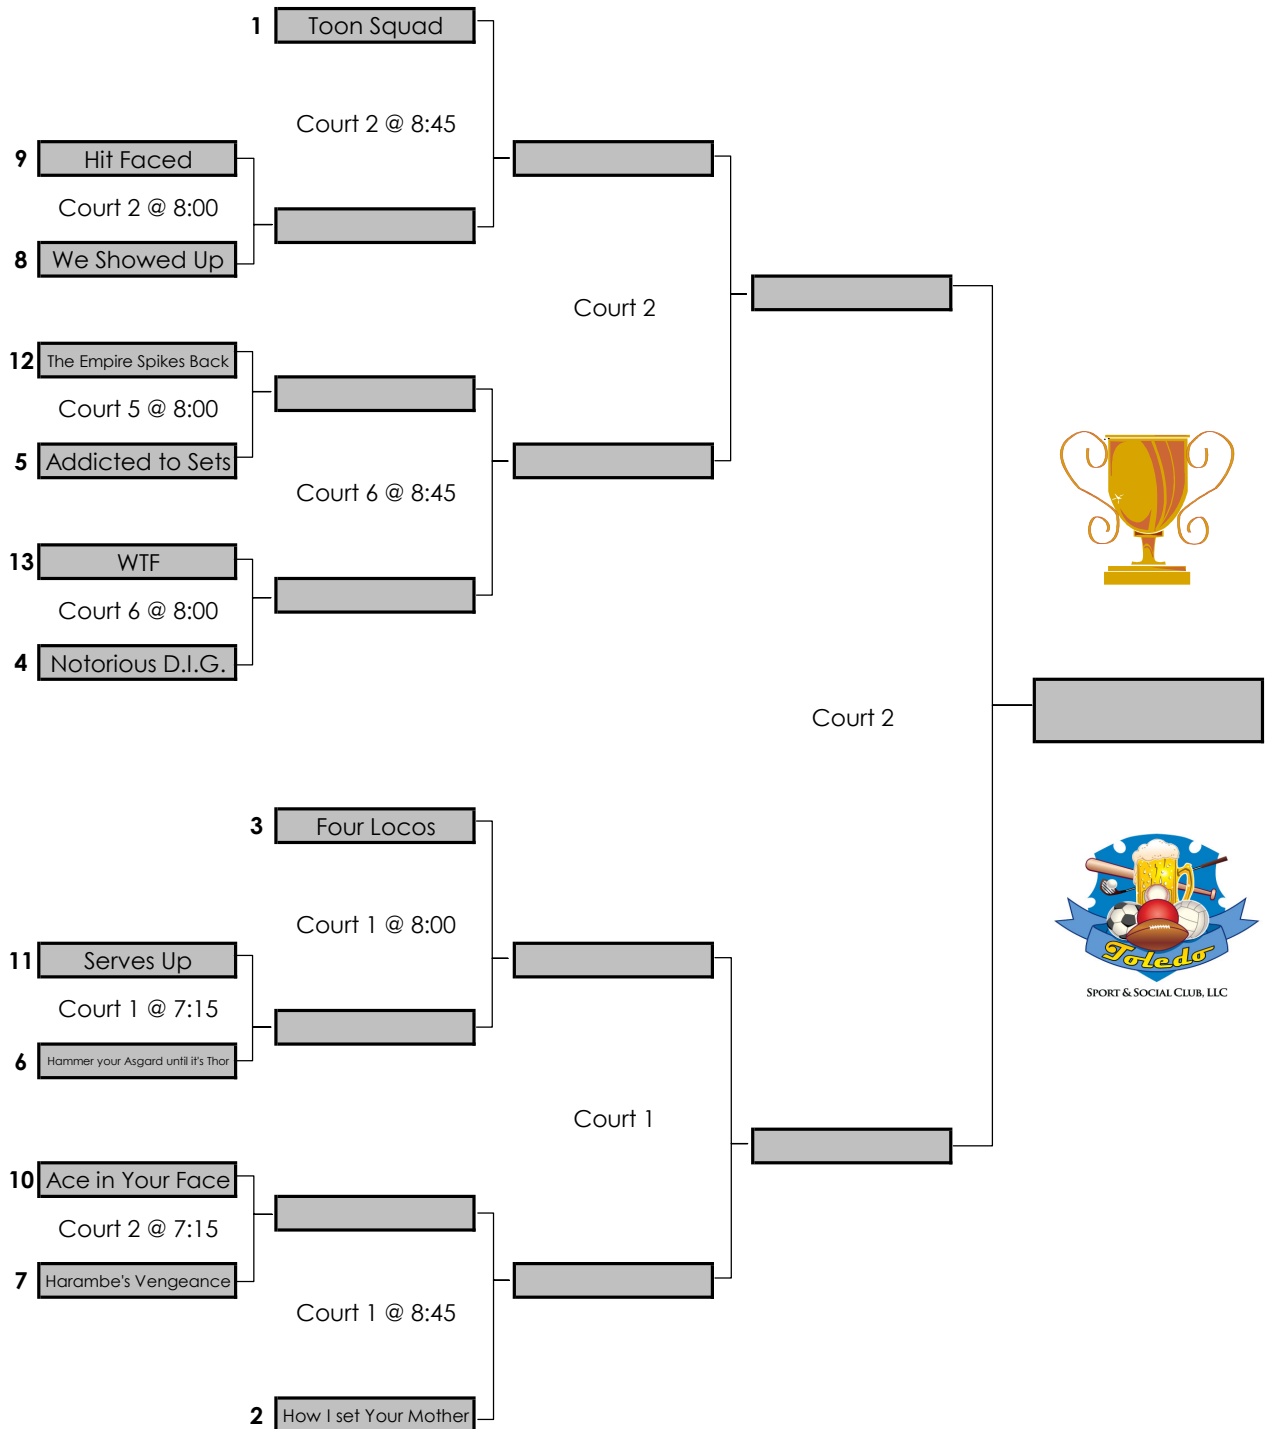 1 Toon Squad
Court 2 @ 8:45
9 Hit Faced
Court 2 @ 8:00
8 We Showed Up
Court 2
12 The Empire Spikes Back
Court 5 @ 8:00
5 Addicted to Sets
Court 6 @ 8:45
13 WTF
Court 6 @ 8:00
4 Notorious D.I.G.
Court 2
3 Four Locos
Court 1 @ 8:00
11 Serves Up
Court 1 @ 7:15
6 Hammer your Asgard until it's Thor
Court 1
10 Ace in Your Face
Court 2 @ 7:15
7 Harambe's Vengeance
Court 1 @ 8:45
2 How I set Your Mother
Toledo
SPORT & SOCIAL CLUB, LLC